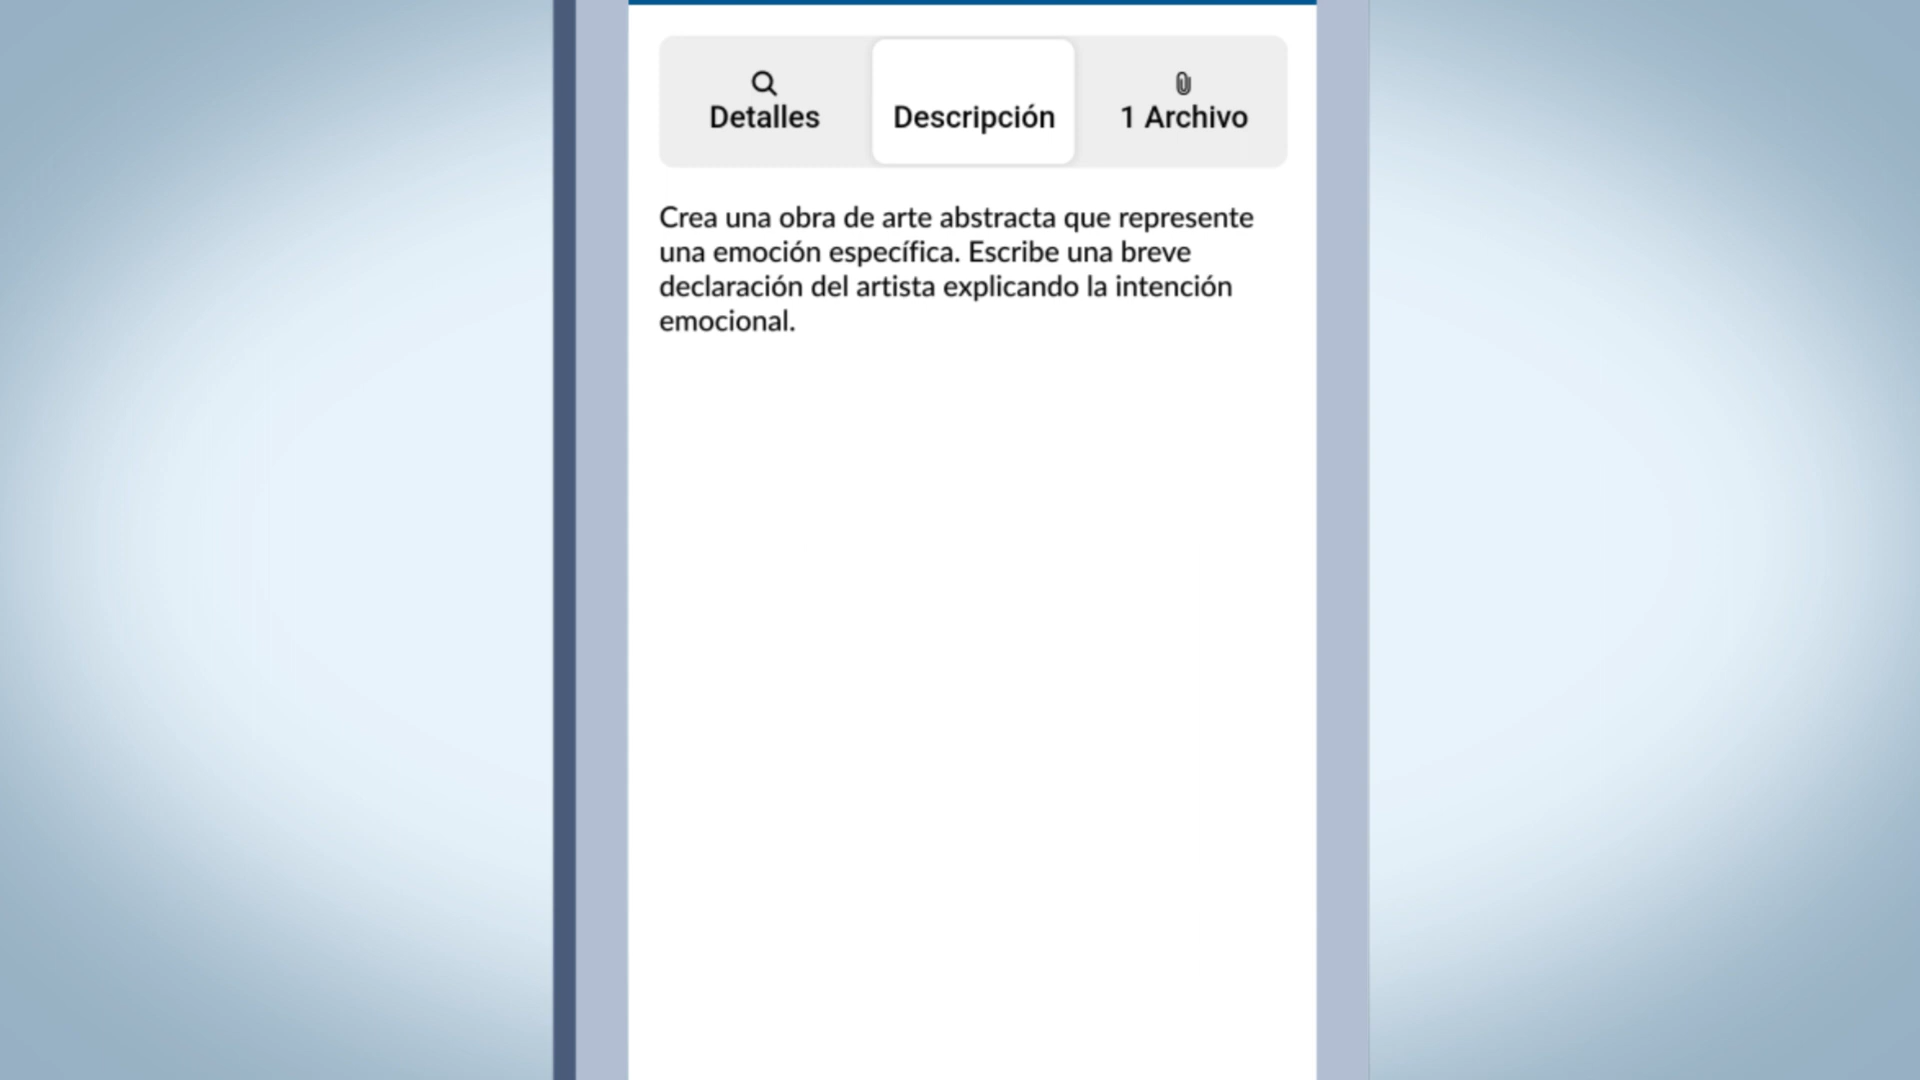 Detalles
Descripción
1 Archivo
Crea una obra de arte abstracta que represente
una emoción específica. Escribe una breve
declaración del artista explicando la intención
emocional.